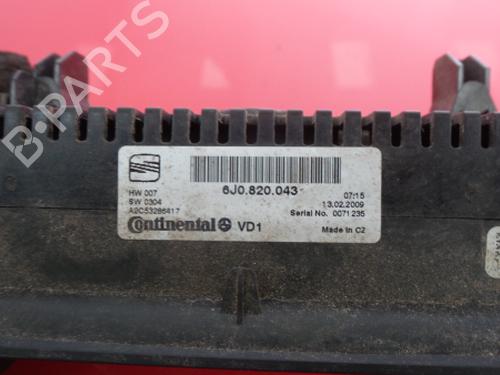 B-PARTS
6J0.820.043
HW 007
SW 0304
A2C53286417
07:15
13.02.2009
Serial No. 0071235
Continental VD1
Made in CZ